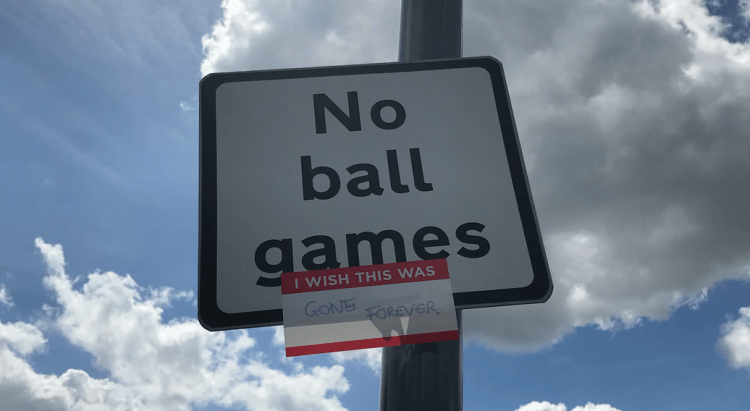 No
ball
games
I WISH THIS WAS
GONE FOREVER